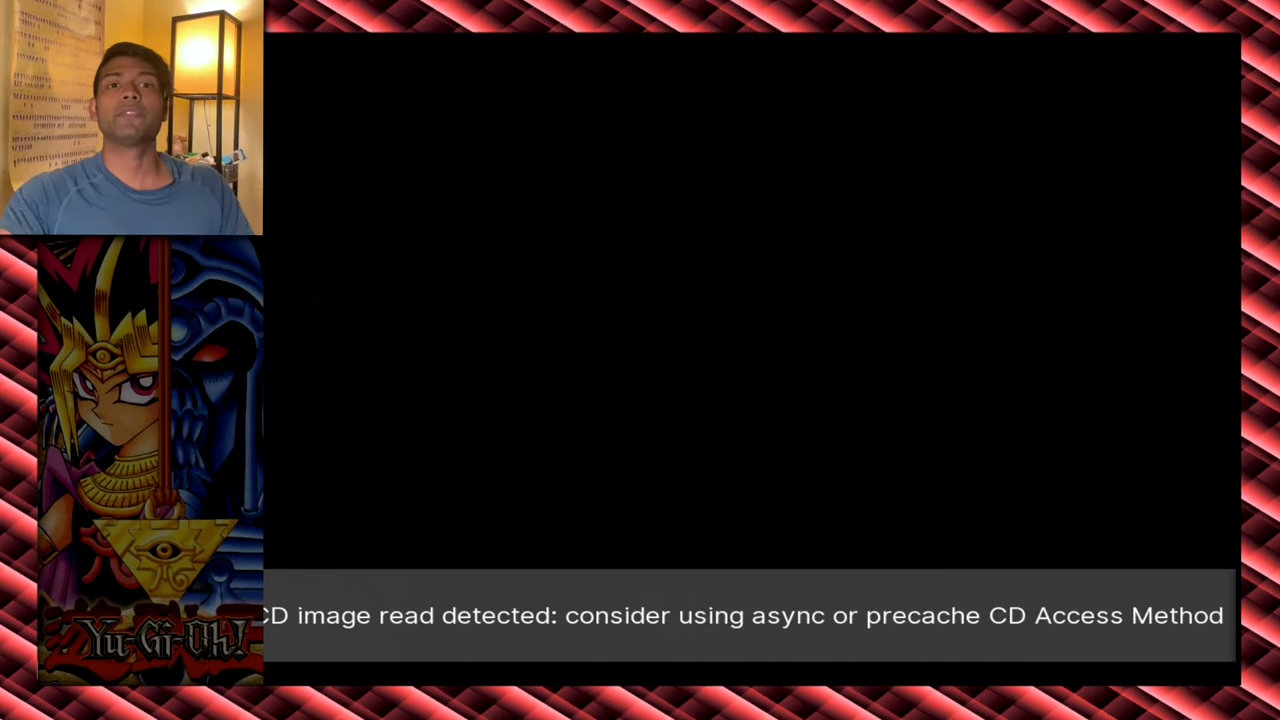 CD image read detected: consider using async or precache CD Access Method
Yu-Gi-Oh!